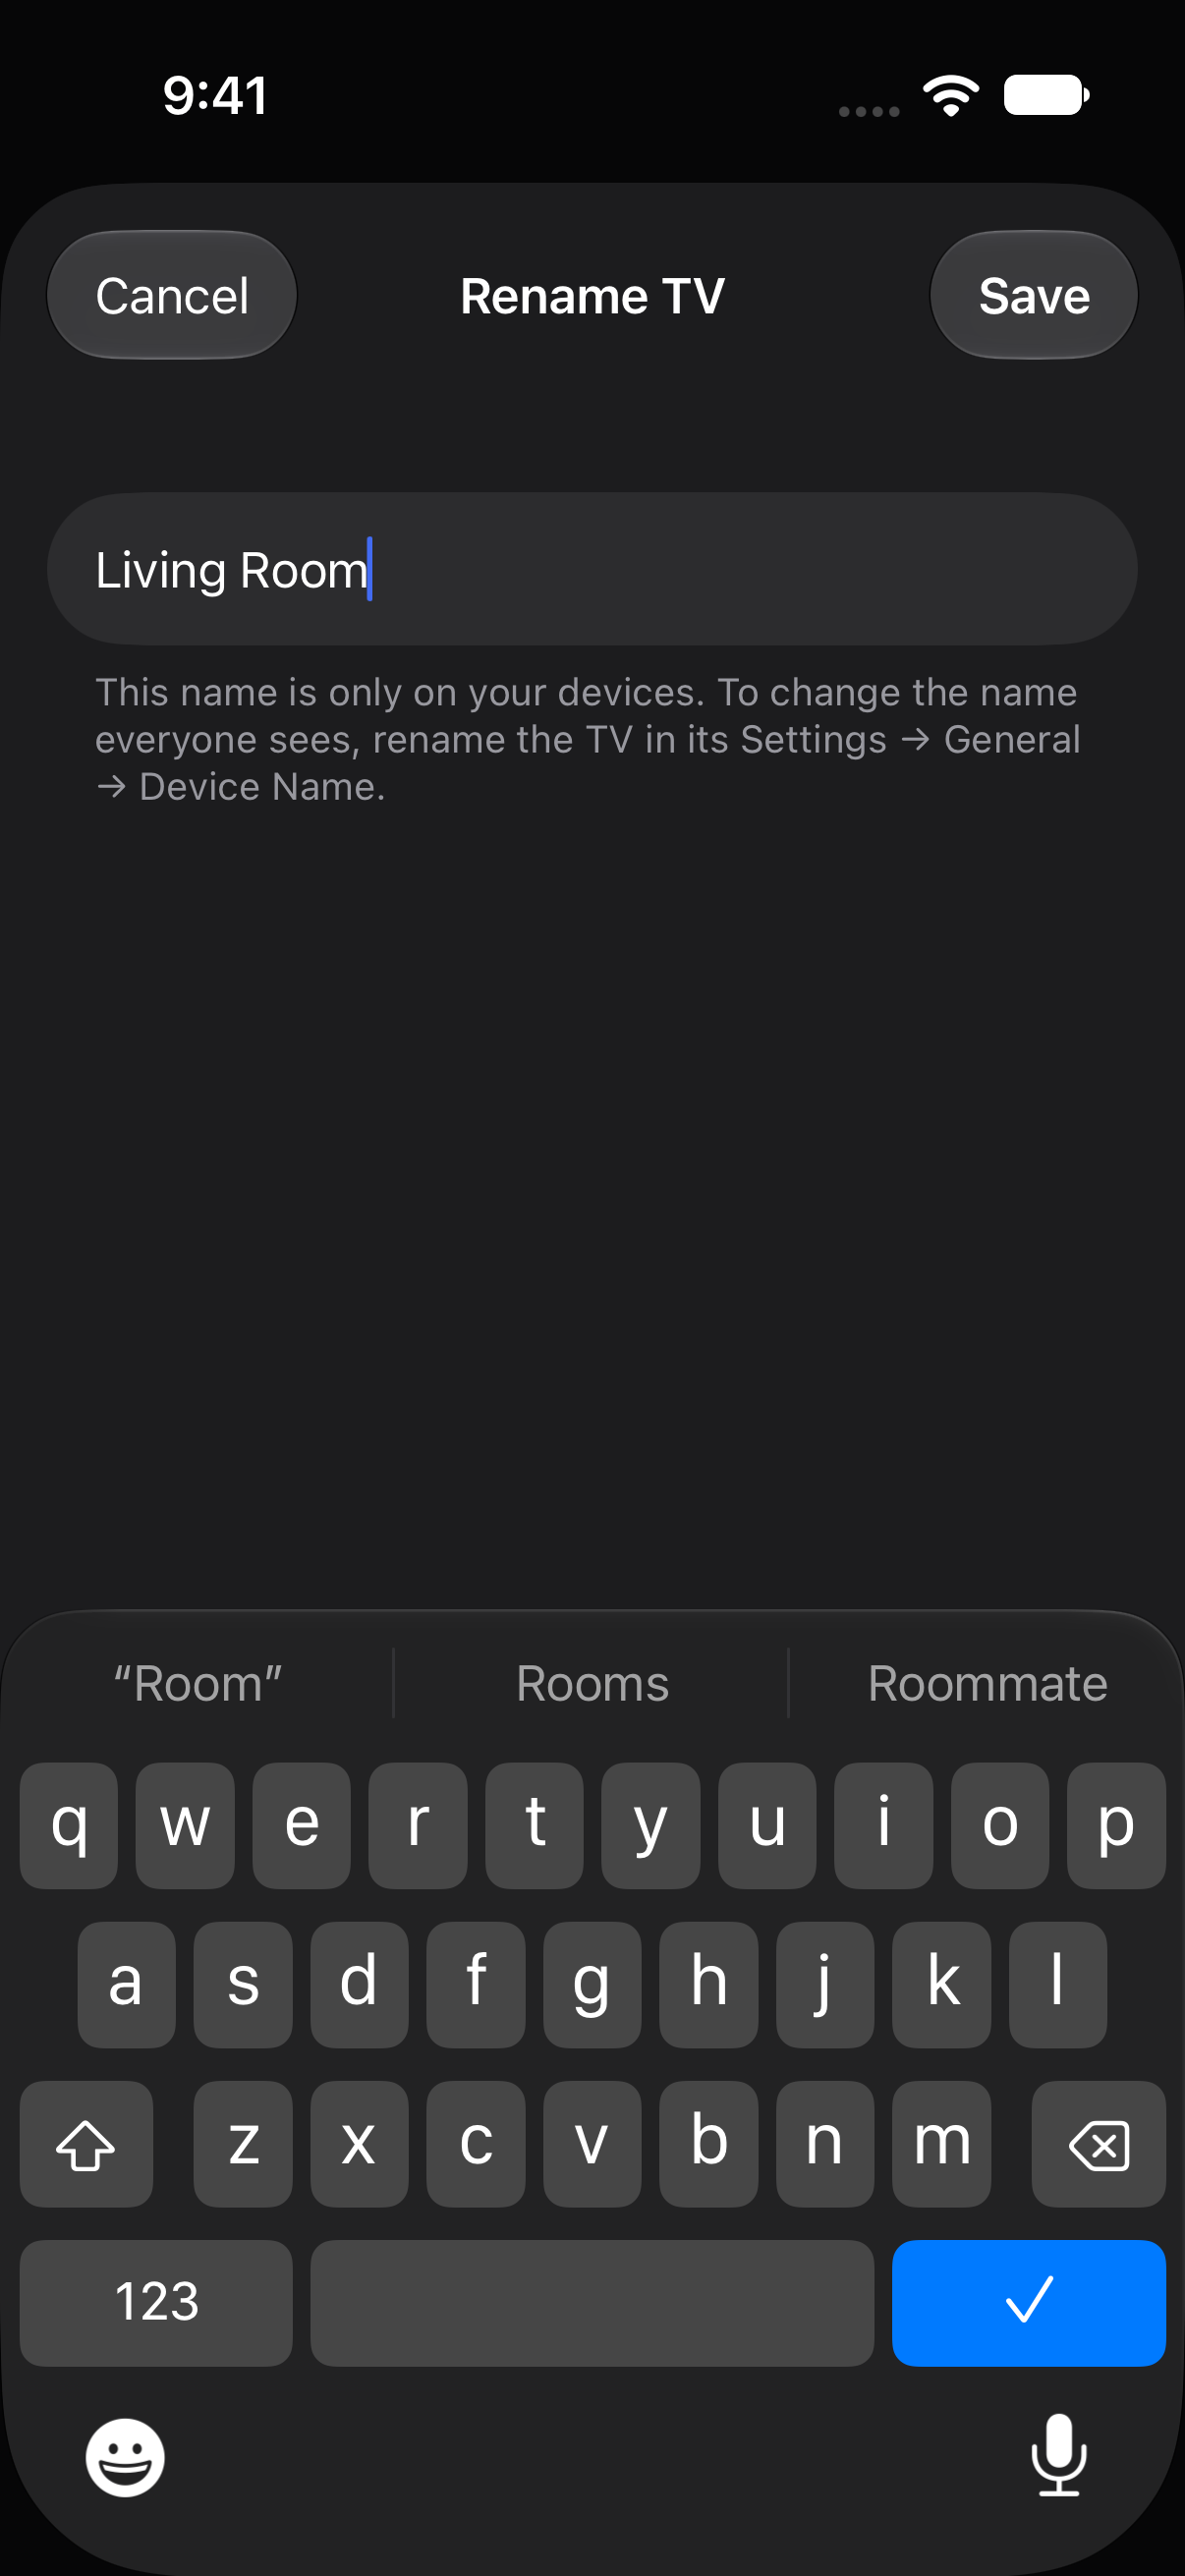 9:41
Cancel
Rename TV
Save
Living Room
This name is only on your devices. To change the name
everyone sees, rename the TV in its Settings → General
→ Device Name.
“Room”
Rooms
Roommate
q w e r t y u i o p
a s d f g h j k l
z x c v b n m
123